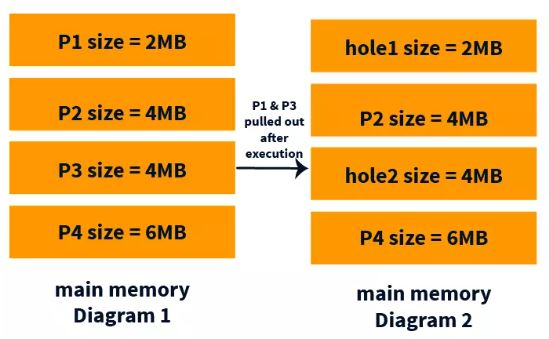 P1 size = 2MB
P2 size = 4MB
P3 size = 4MB
P4 size = 6MB
main memory
Diagram 1
P1 & P3
pulled out
after
execution
hole1 size = 2MB
P2 size = 4MB
hole2 size = 4MB
P4 size = 6MB
main memory
Diagram 2